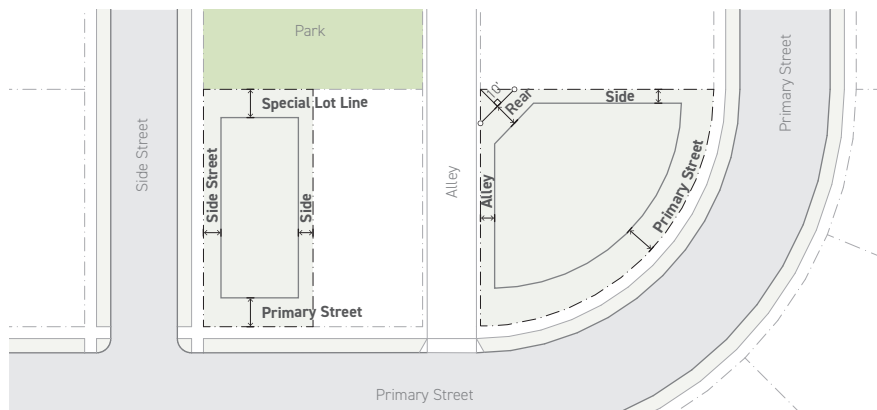 Park
Special Lot Line
10'
Rear
Side
Primary Street
Side Street
Side Street
Side
Alley
Alley
Primary Street
Primary Street
Primary Street